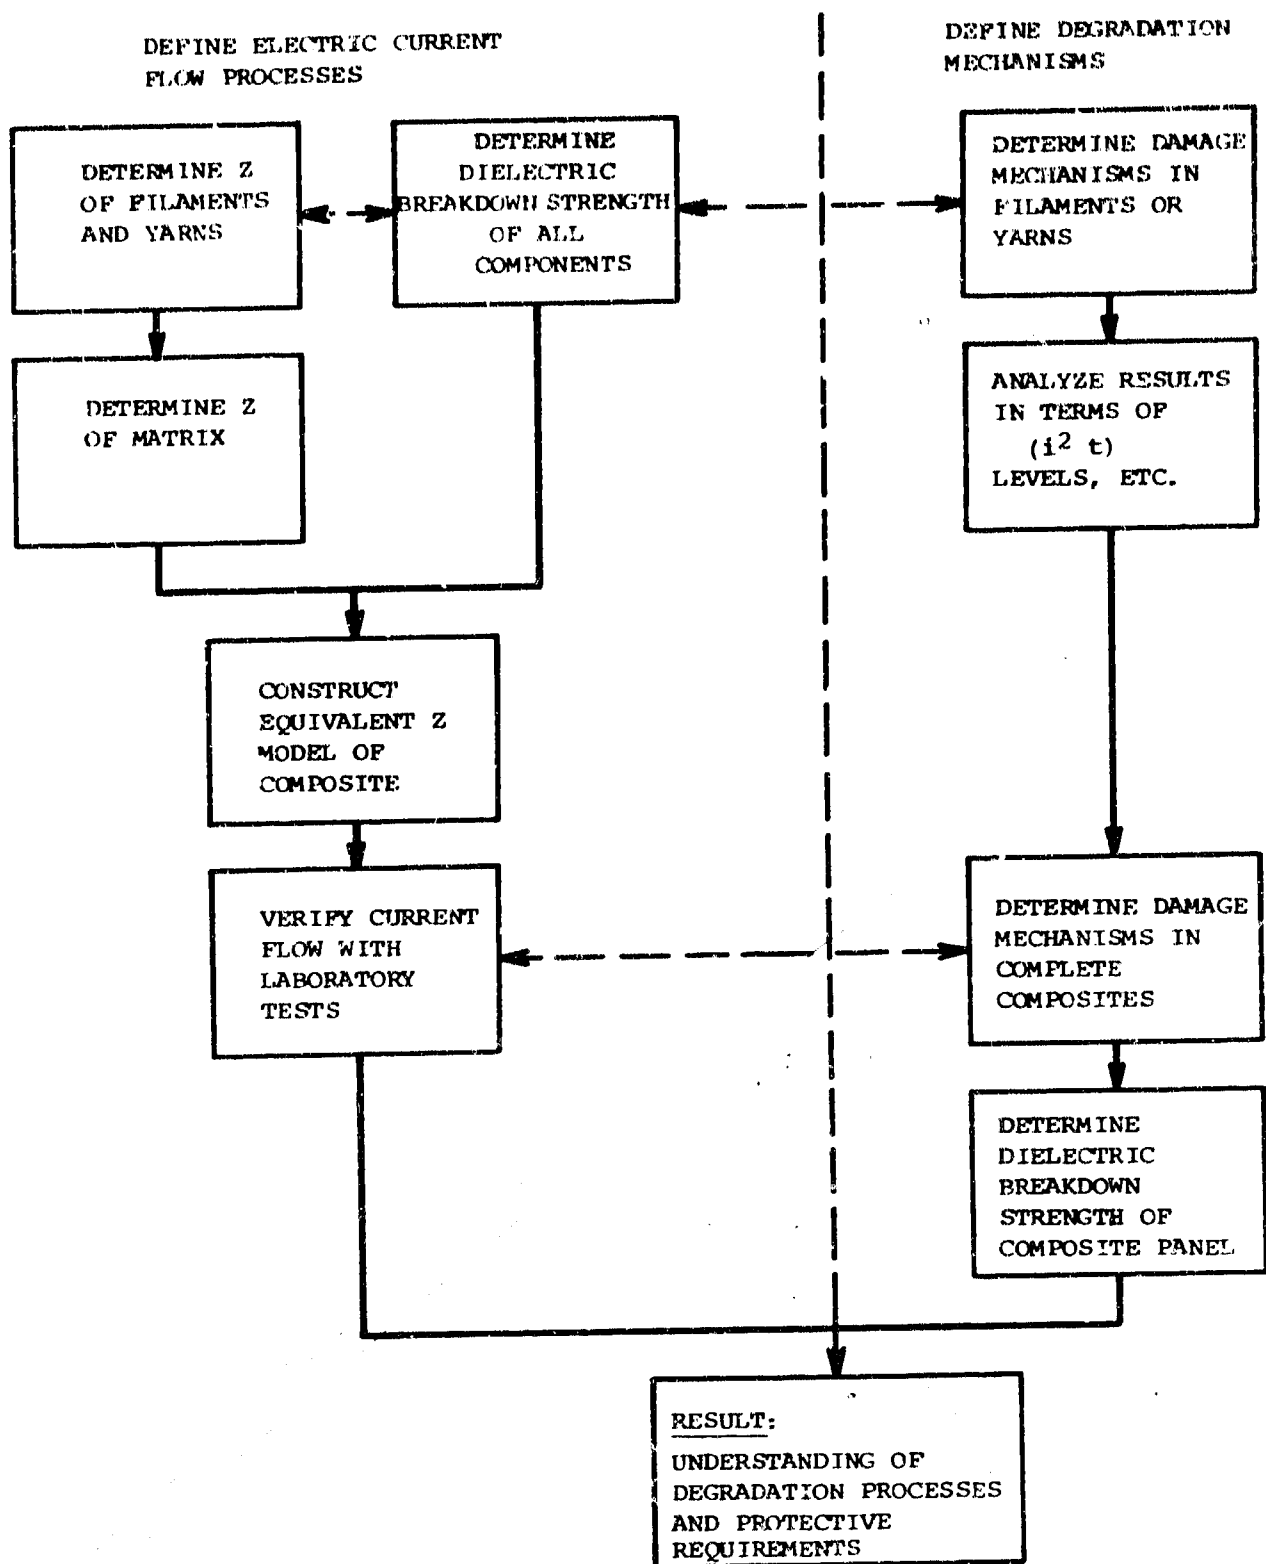 DEFINE ELECTRIC CURRENT
FLOW PROCESSES
DEFINE DEGRADATION
MECHANISMS
DETERMINE Z
OF FILAMENTS
AND YARNS
DETERMINE
DIELECTRIC
BREAKDOWN STRENGTH
OF ALL
COMPONENTS
DETERMINE DAMAGE
MECHANISMS IN
FILAMENTS OR
YARNS
DETERMINE Z
OF MATRIX
ANALYZE RESULTS
IN TERMS OF
(i² t)
LEVELS, ETC.
CONSTRUCT
EQUIVALENT Z
MODEL OF
COMPOSITE
VERIFY CURRENT
FLOW WITH
LABORATORY
TESTS
DETERMINE DAMAGE
MECHANISMS IN
COMPLETE
COMPOSITES
DETERMINE
DIELECTRIC
BREAKDOWN
STRENGTH OF
COMPOSITE PANEL
RESULT:
UNDERSTANDING OF
DEGRADATION PROCESSES
AND PROTECTIVE
REQUIREMENTS